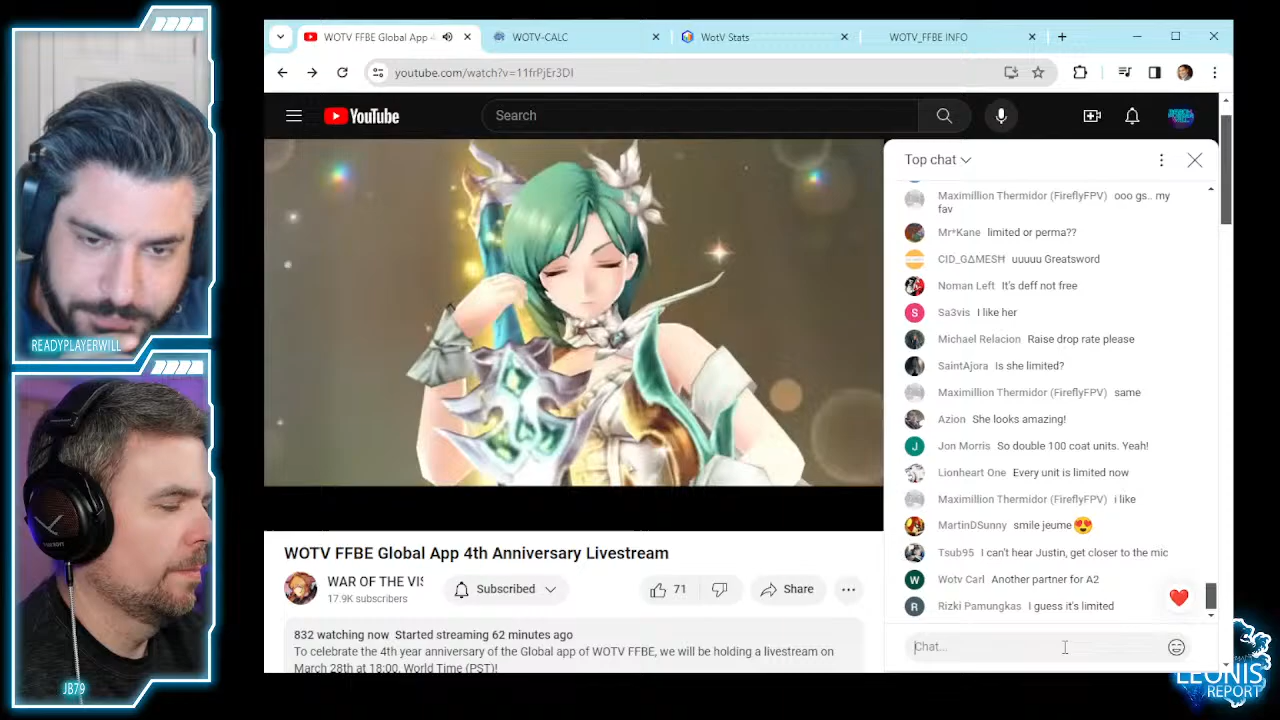 WOTV FFBE Global App 4
WOTV-CALC
WotV Stats
WOTV_FFBE INFO
youtube.com/watch?v=11frPjEr3DI
YouTube
Search
Top chat
Maximillion Thermidor (FireflyFPV) ooo gs.. my
fav
Mr*Kane limited or perma??
CID_GΔMESĦ uuuuu Greatsword
Noman Left It's deff not free
S
Sa3vis I like her
Michael Relacion Raise drop rate please
SaintAjora Is she limited?
Maximillion Thermidor (FireflyFPV) same
Azion She looks amazing!
J
Jon Morris So double 100 coat units. Yeah!
Lionheart One Every unit is limited now
Maximillion Thermidor (FireflyFPV) i like
MartinDSunny smile jeume 😍
Tsub95 I can't hear Justin, get closer to the mic
W
Wotv Carl Another partner for A2
R
Rizki Pamungkas I guess it's limited
Chat...
WOTV FFBE Global App 4th Anniversary Livestream
WAR OF THE VIS
17.9K subscribers
Subscribed
71
Share
832 watching now Started streaming 62 minutes ago
To celebrate the 4th year anniversary of the Global app of WOTV FFBE, we will be holding a livestream on
March 28th at 18:00, World Time (PST)!
READYPLAYERWILL
JB79
LEONIS
REPORT